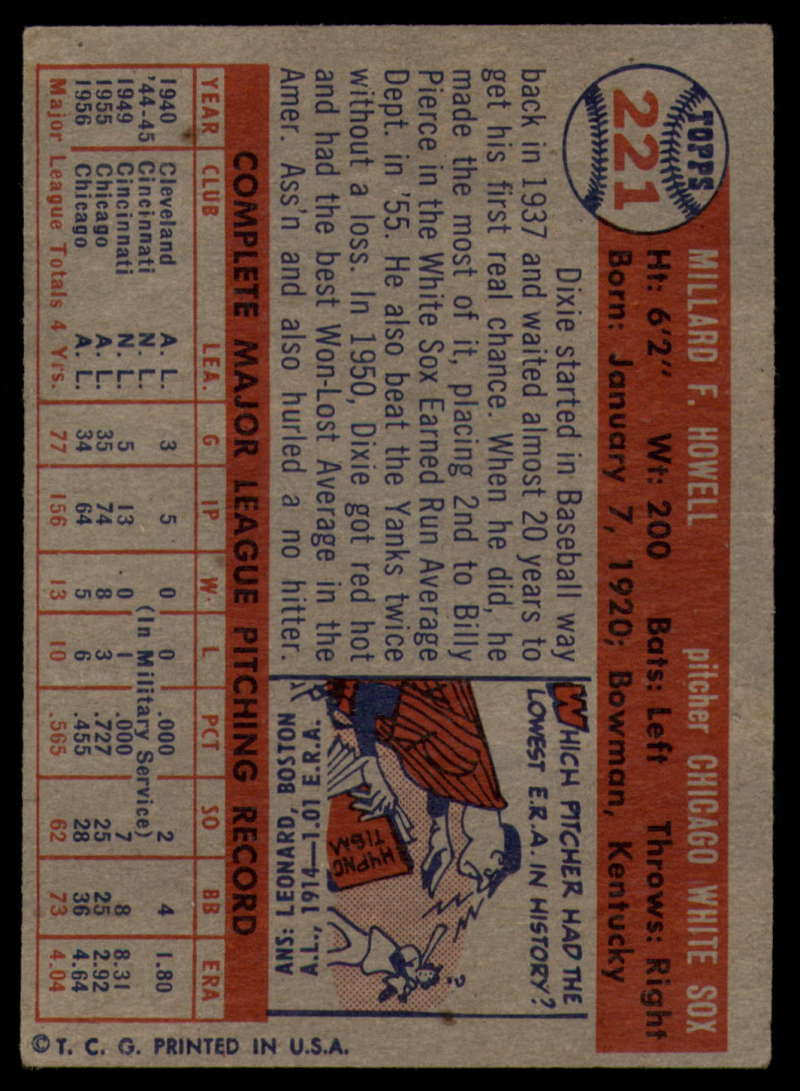 TOPPS
221
MILLARD F. HOWELL pitcher CHICAGO WHITE SOX
Ht: 6'2" Wt: 200 Bats: Left Throws: Right
Born: January 7, 1920; Bowman, Kentucky
Dixie started in Baseball way
back in 1937 and waited almost 20 years to
get his first real chance. When he did, he
made the most of it, placing 2nd to Billy
Pierce in the White Sox Earned Run Average
Dept. in '55. He also beat the Yanks twice
without a loss. In 1950, Dixie got red hot
and had the best Won-Lost Average in the
Amer. Ass'n and also hurled a no hitter.
WHICH PITCHER HAD THE
LOWEST E.R.A. IN HISTORY?
?
HYPNO
TISM
ANS: LEONARD, BOSTON
A.L., 1914—1.01 E.R.A.
COMPLETE MAJOR LEAGUE PITCHING RECORD
YEAR CLUB LEA. G IP W. L PCT SO BB ERA
1940 Cleveland A. L. 3 5 0 0 .000 2 4 1.80
'44-45 Cincinnati N. L. (In Military Service)
1949 Cincinnati N. L. 5 13 0 1 .000 7 8 8.31
1955 Chicago A. L. 35 74 8 3 .727 25 25 2.92
1956 Chicago A. L. 34 64 5 6 .455 28 36 4.64
Major League Totals 4 Yrs. 77 156 13 10 .565 62 73 4.04
© T. C. G. PRINTED IN U.S.A.